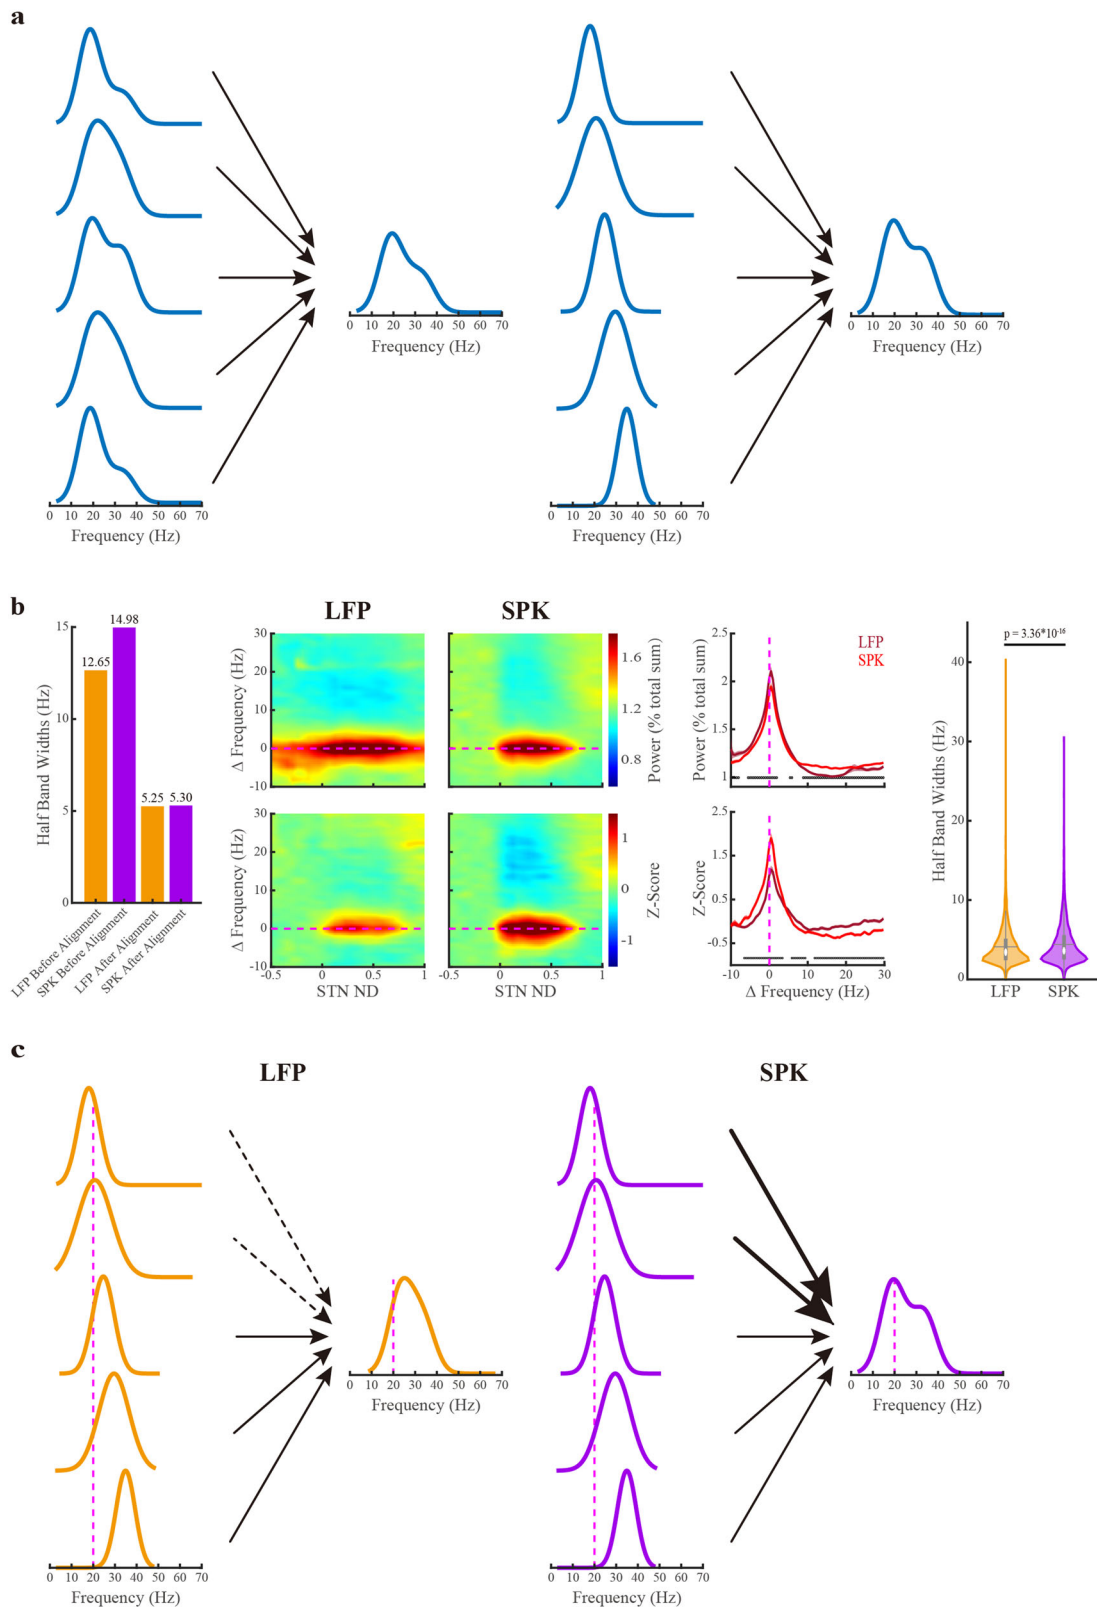 a
0 10 20 30 40 50 60 70
Frequency (Hz)
0 10 20 30 40 50 60 70
Frequency (Hz)
0 10 20 30 40 50 60 70
Frequency (Hz)
0 10 20 30 40 50 60 70
Frequency (Hz)
b
Half Band Widths (Hz)
15
10
5
0
12.65
14.98
5.25
5.30
LFP Before Alignment
SPK Before Alignment
LFP After Alignment
SPK After Alignment
LFP
SPK
Δ Frequency (Hz)
30
20
10
0
-10
Power (% total sum)
1.6
1.2
0.8
Δ Frequency (Hz)
30
20
10
0
-10
-0.5 0 0.5 1
STN ND
-0.5 0 0.5 1
STN ND
Z-Score
1
0
-1
Power (% total sum)
2.5
2
1.5
1
LFP
SPK
Z-Score
2.5
1.5
0.5
-0.5
-10 0 10 20 30
Δ Frequency (Hz)
Half Band Widths (Hz)
40
30
20
10
0
p = 3.36*10-16
LFP
SPK
c
LFP
SPK
0 10 20 30 40 50 60 70
Frequency (Hz)
0 10 20 30 40 50 60 70
Frequency (Hz)
0 10 20 30 40 50 60 70
Frequency (Hz)
0 10 20 30 40 50 60 70
Frequency (Hz)